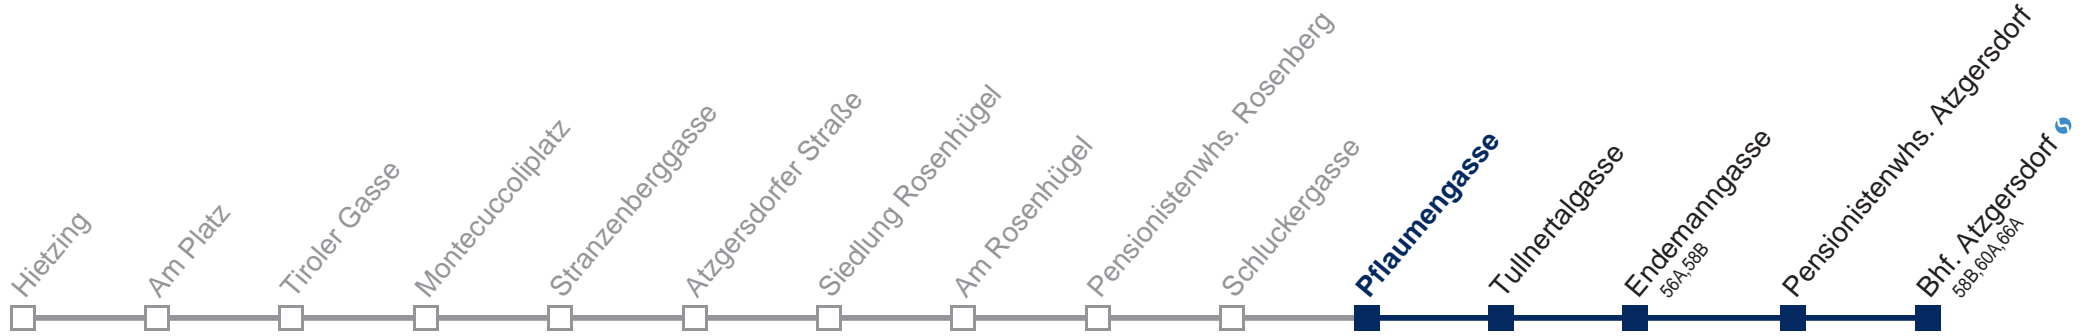 Hietzing
Am Platz
Tiroler Gasse
Montecuccoliplatz
Stranzenberggasse
Atzgersdorfer Straße
Siedlung Rosenhügel
Am Rosenhügel
Pensionistenwhs. Rosenberg
Schluckergasse
Pflaumengasse
Tullnertalgasse
Endemanngasse
56A,58B
Pensionistenwhs. Atzgersdorf
Bhf. Atzgersdorf
58B,60A,66A